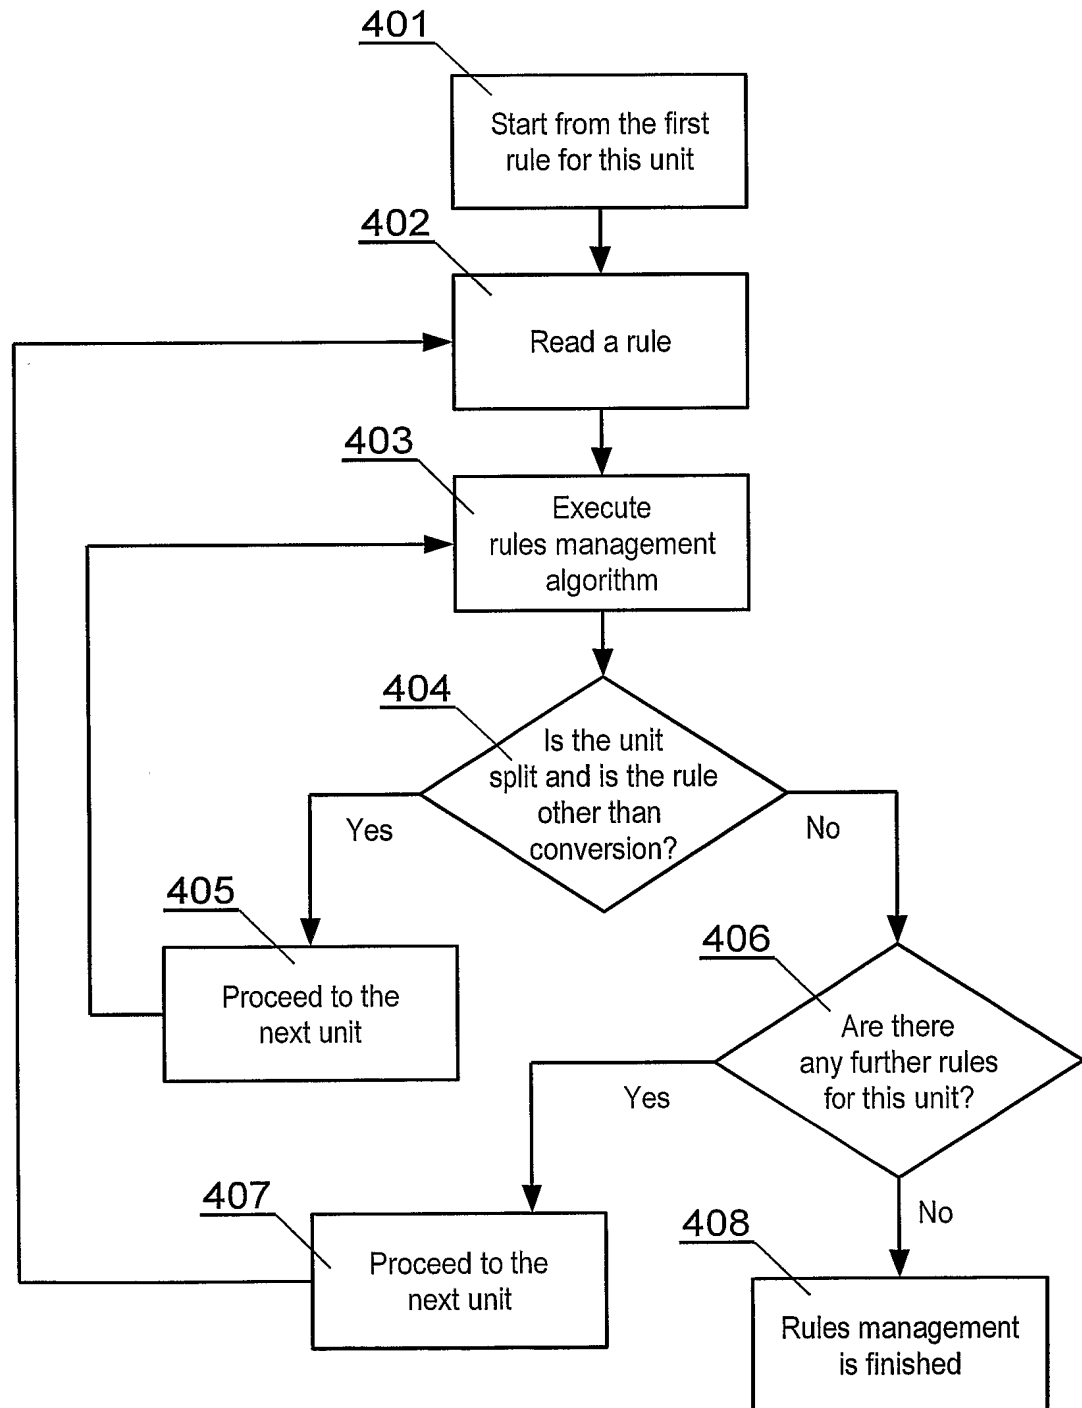 401
Start from the first
rule for this unit
402
Read a rule
403
Execute
rules management
algorithm
404
Is the unit
split and is the rule
other than
conversion?
Yes
No
405
Proceed to the
next unit
406
Are there
any further rules
for this unit?
Yes
No
407
Proceed to the
next unit
408
Rules management
is finished